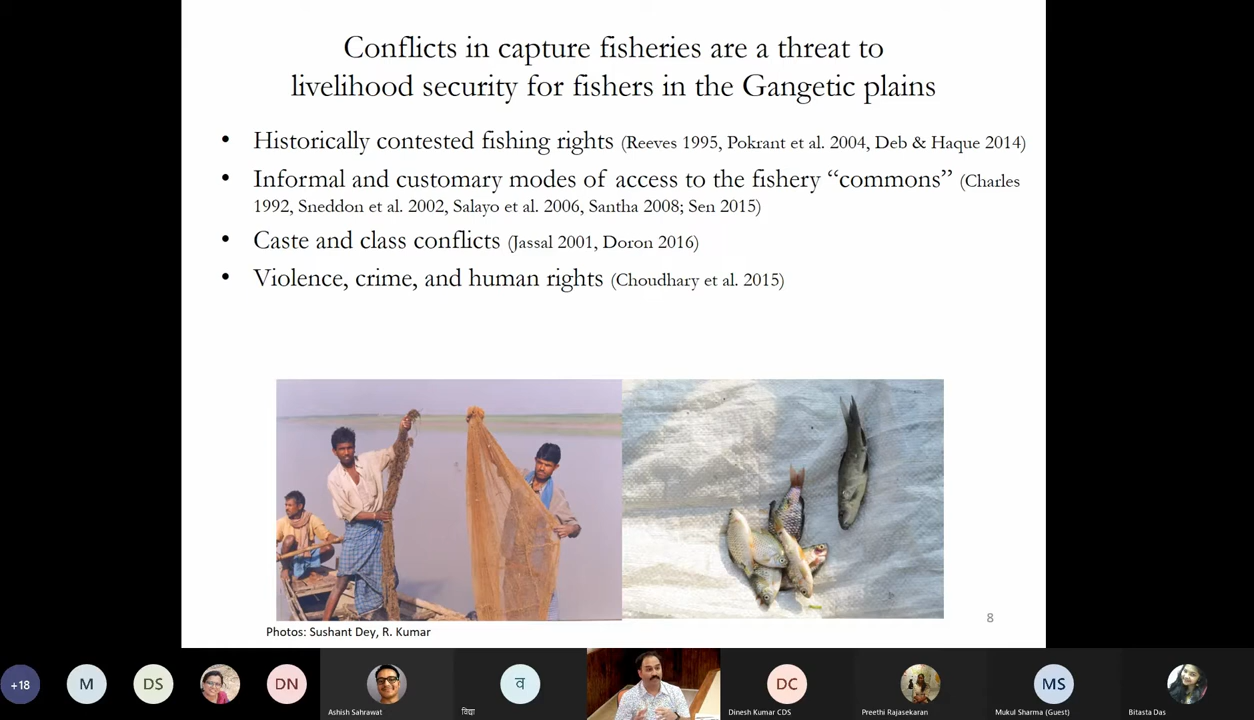 Conflicts in capture fisheries are a threat to
livelihood security for fishers in the Gangetic plains
• Historically contested fishing rights (Reeves 1995, Pokrant et al. 2004, Deb & Haque 2014)
• Informal and customary modes of access to the fishery “commons” (Charles
1992, Sneddon et al. 2002, Salayo et al. 2006, Santha 2008; Sen 2015)
• Caste and class conflicts (Jassal 2001, Doron 2016)
• Violence, crime, and human rights (Choudhary et al. 2015)
8
Photos: Sushant Dey, R. Kumar
+18 M DS DN व DC MS
Ashish Sahrawat विद्या Dinesh Kumar CDS Preethi Rajasekaran Mukul Sharma (Guest) Bitasta Das